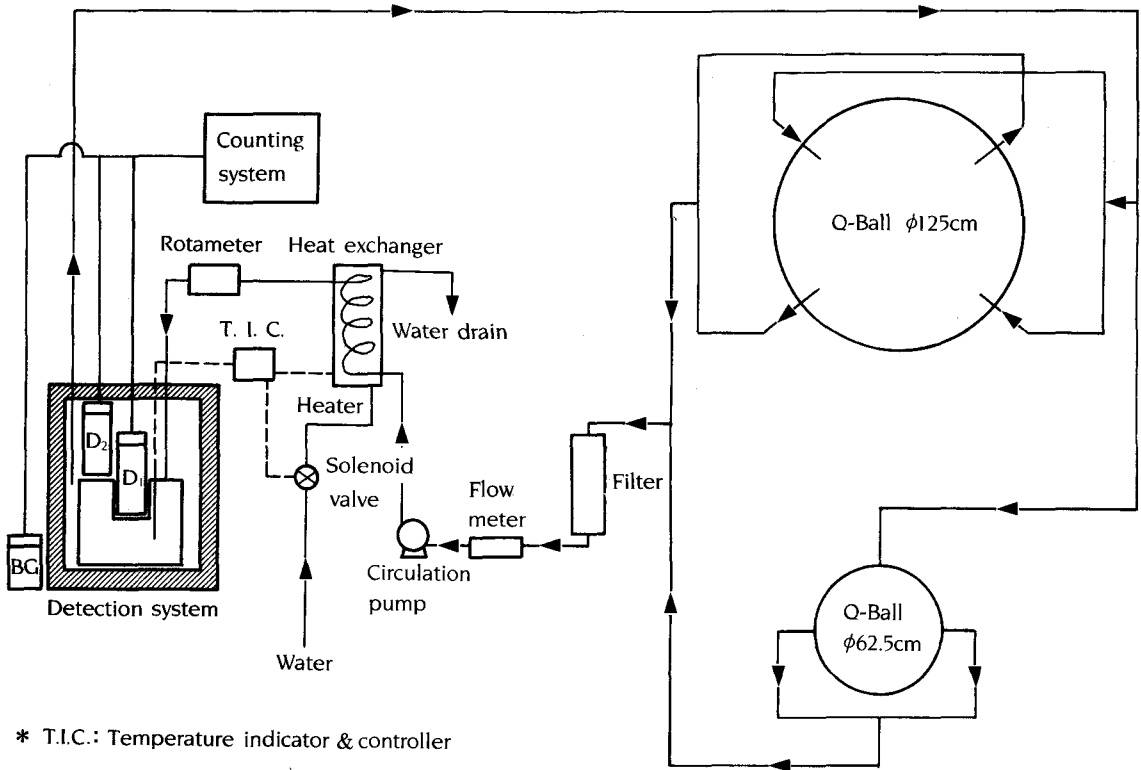 Counting
system
Q-Ball ϕ125cm
Rotameter
Heat exchanger
T. I. C.
Water drain
Heater
D₂
D₁
Solenoid
valve
Flow
meter
Filter
BG
Circulation
pump
Detection system
Q-Ball
ϕ62.5cm
Water
* T.I.C.: Temperature indicator & controller